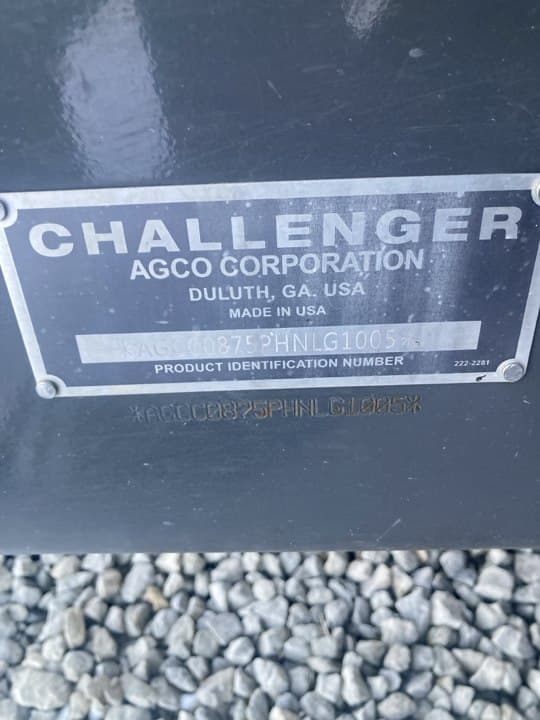 CHALLENGER
AGCO CORPORATION
DULUTH, GA. USA
MADE IN USA
*AGCC0875PHNLG1005*
PRODUCT IDENTIFICATION NUMBER 222-2281
*AGCC0875PHNLG1005*